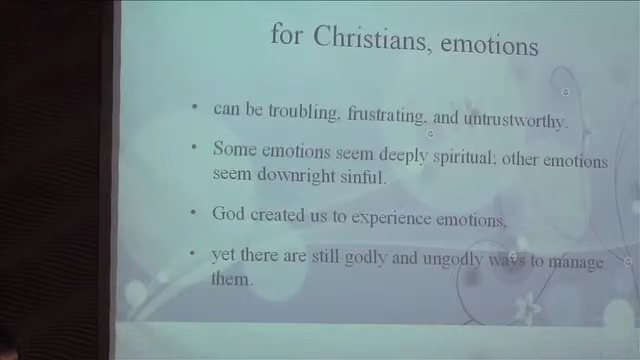 for Christians, emotions
• can be troubling, frustrating, and untrustworthy.
• Some emotions seem deeply spiritual; other emotions
seem downright sinful.
• God created us to experience emotions,
• yet there are still godly and ungodly ways to manage
them.